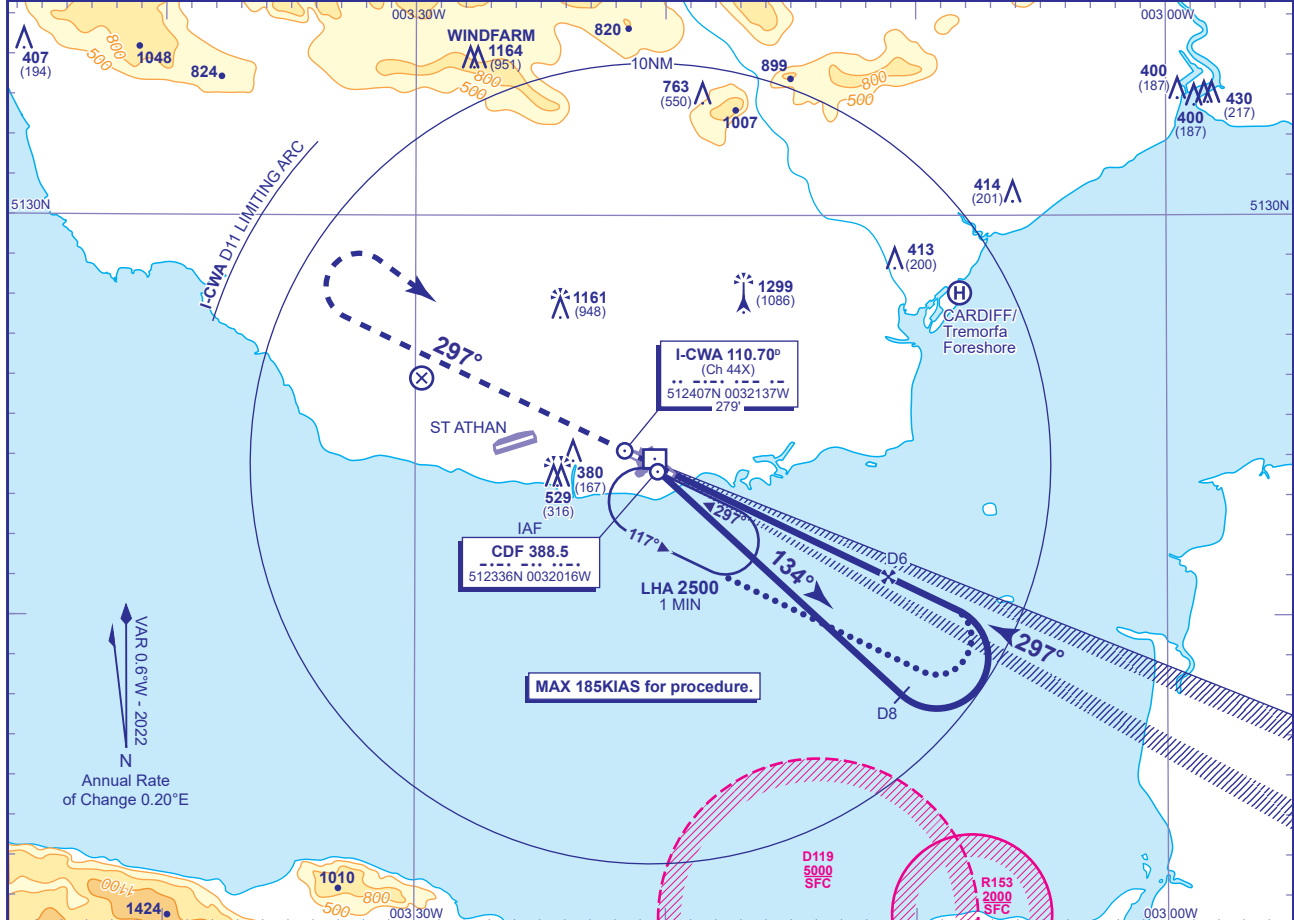 003 30W
003 00W
407
(194)
800
500
1048
824
WINDFARM
1164
(951)
800
500
820
10NM
763
(550)
1007
899
800
500
400
(187)
400
(187)
430
(217)
5130N
5130N
I-CWA D11 LIMITING ARC
414
(201)
413
(200)
H
CARDIFF/
Tremorfa
Foreshore
1161
(948)
1299
(1086)
297°
I-CWA 110.70ᴰ
(Ch 44X)
·· –·–· ·–– ·–
512407N 0032137W
279'
ST ATHAN
380
(167)
529
(316)
IAF
CDF 388.5
–·–· –·· ··–·
512336N 0032016W
297°
117°
134°
D6
LHA 2500
1 MIN
297°
MAX 185KIAS for procedure.
D8
VAR 0.6°W - 2022
N
Annual Rate
of Change 0.20°E
D119
5000
SFC
R153
2000
SFC
1100
1424
1010
800
500
003 30W
003 00W